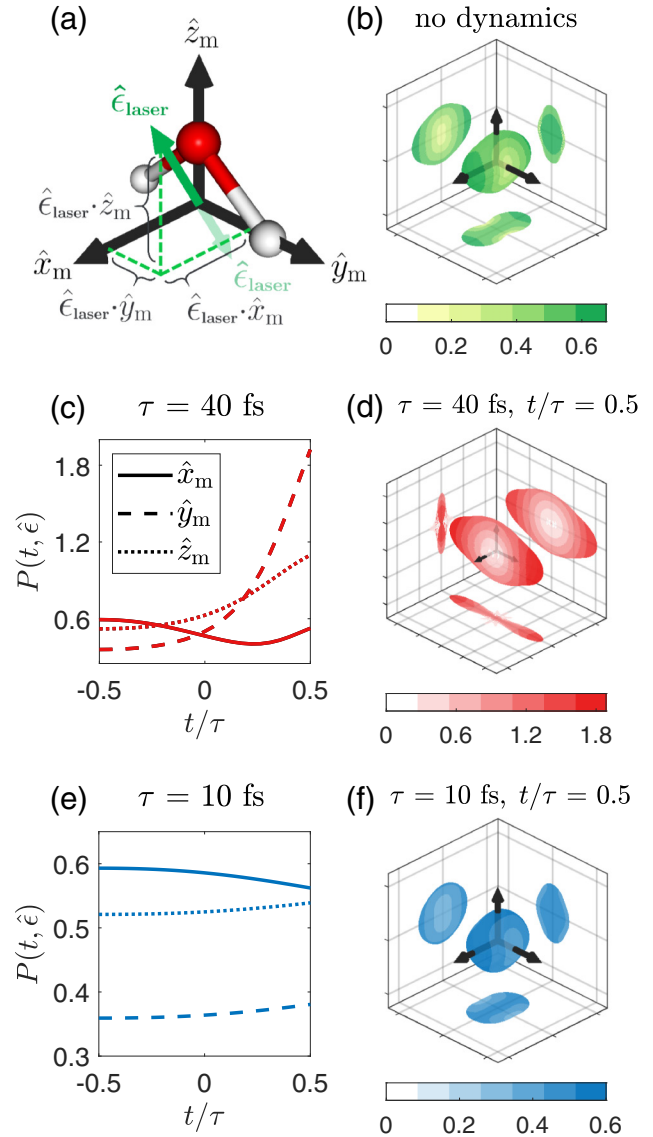 (a)
ẑm
ϵ̂laser
ϵ̂laser·ẑm
x̂m
ŷm
ϵ̂laser
ϵ̂laser·ŷm
ϵ̂laser·x̂m
(b) no dynamics
0 0.2 0.4 0.6
(c) τ = 40 fs
x̂m
ŷm
ẑm
P(t,ϵ̂)
1.8
1.2
0.6
-0.5 0 0.5
t/τ
(d) τ = 40 fs, t/τ = 0.5
0 0.6 1.2 1.8
(e) τ = 10 fs
P(t,ϵ̂)
0.6
0.5
0.4
0.3
-0.5 0 0.5
t/τ
(f) τ = 10 fs, t/τ = 0.5
0 0.2 0.4 0.6